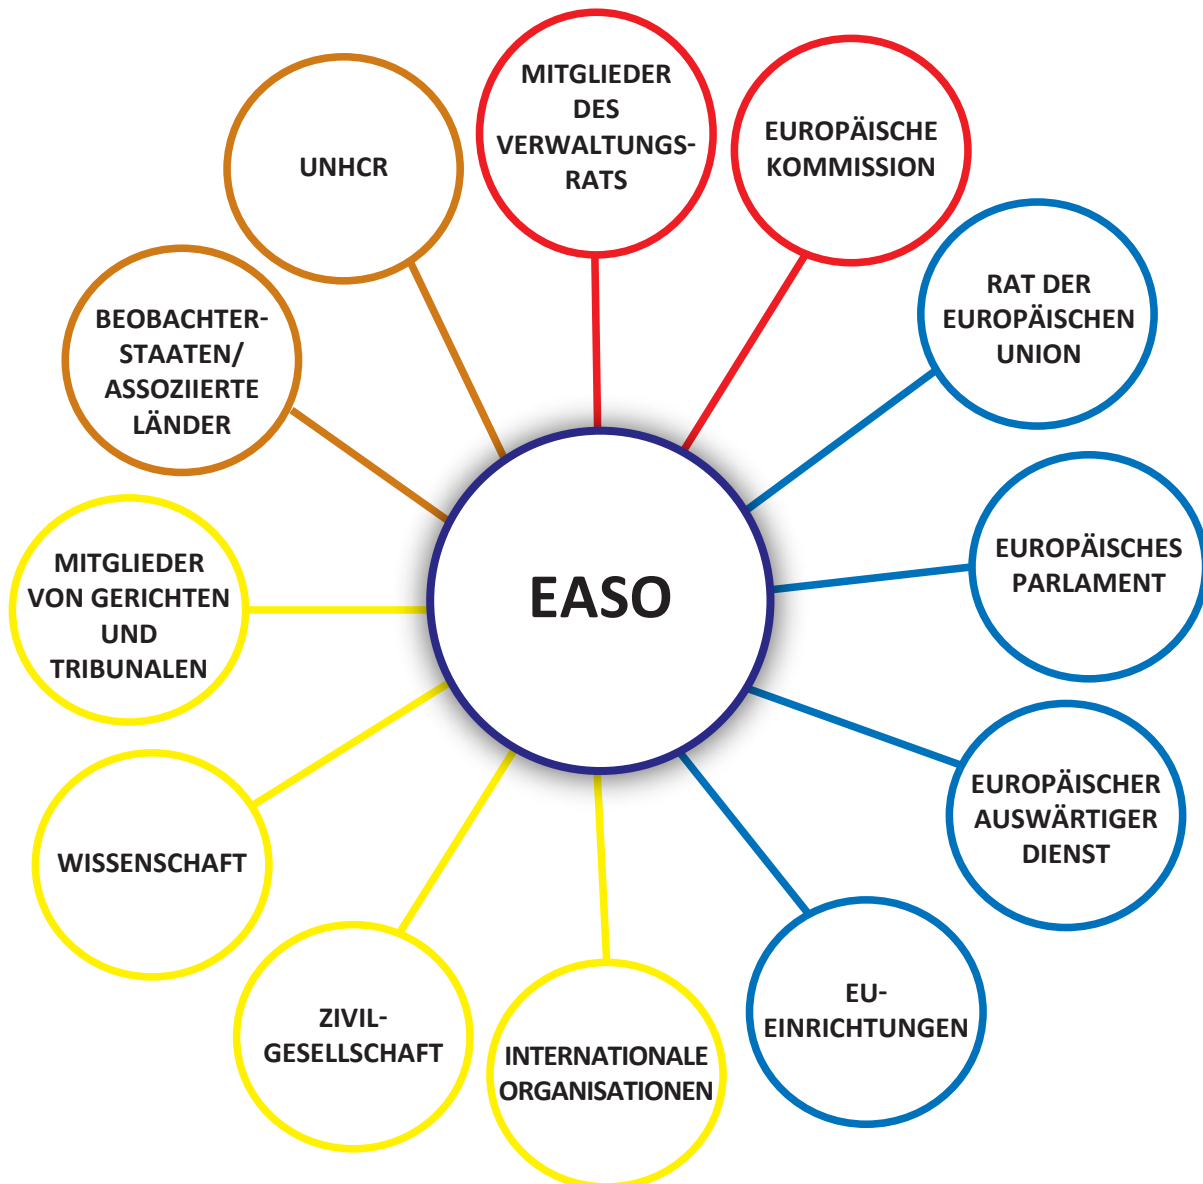 MITGLIEDER
DES
VERWALTUNGS-
RATS
EUROPÄISCHE
KOMMISSION
UNHCR
RAT DER
EUROPÄISCHEN
UNION
BEOBACHTER-
STAATEN/
ASSOZIIERTE
LÄNDER
EUROPÄISCHES
PARLAMENT
MITGLIEDER
VON GERICHTEN
UND
TRIBUNALEN
EASO
EUROPÄISCHER
AUSWÄRTIGER
DIENST
WISSENSCHAFT
EU-
EINRICHTUNGEN
ZIVIL-
GESELLSCHAFT
INTERNATIONALE
ORGANISATIONEN